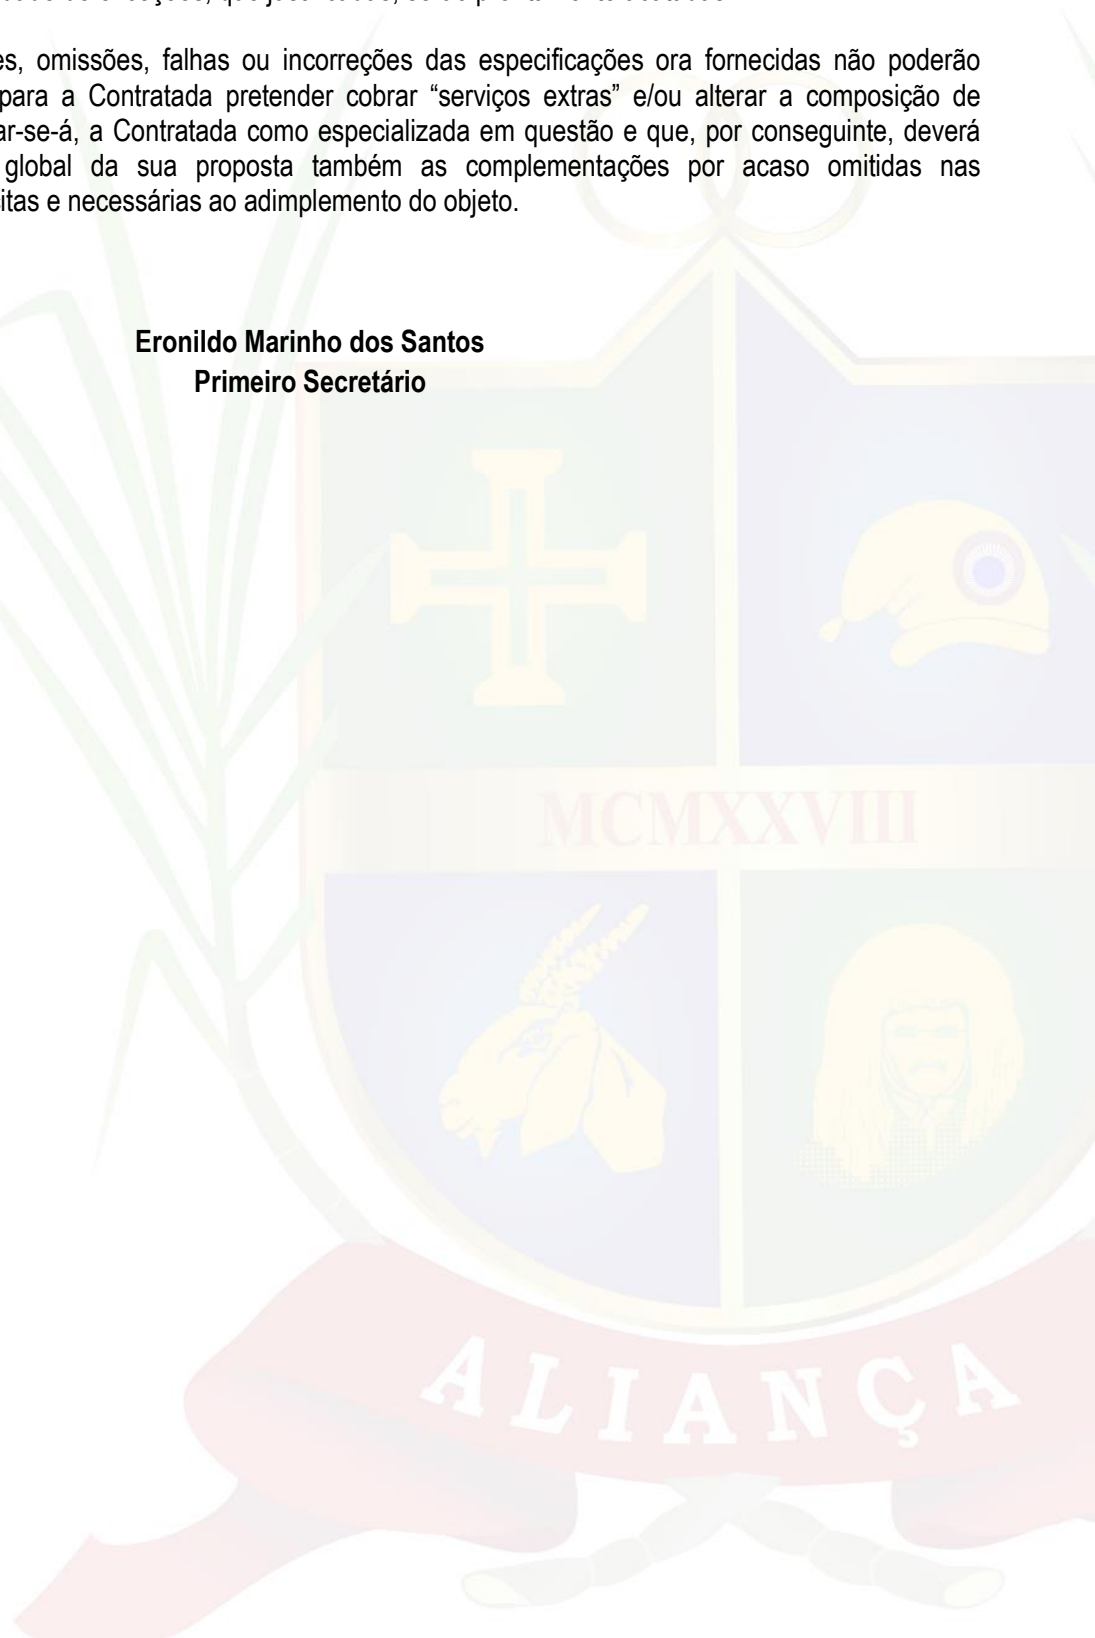 es, omissões, falhas ou incorreções das especificações ora fornecidas não poderão
para a Contratada pretender cobrar “serviços extras” e/ou alterar a composição de
ar-se-á, a Contratada como especializada em questão e que, por conseguinte, deverá
global da sua proposta também as complementações por acaso omitidas nas
itas e necessárias ao adimplemento do objeto.
Eronildo Marinho dos Santos
Primeiro Secretário
MCMXXVIII
ALIANÇA